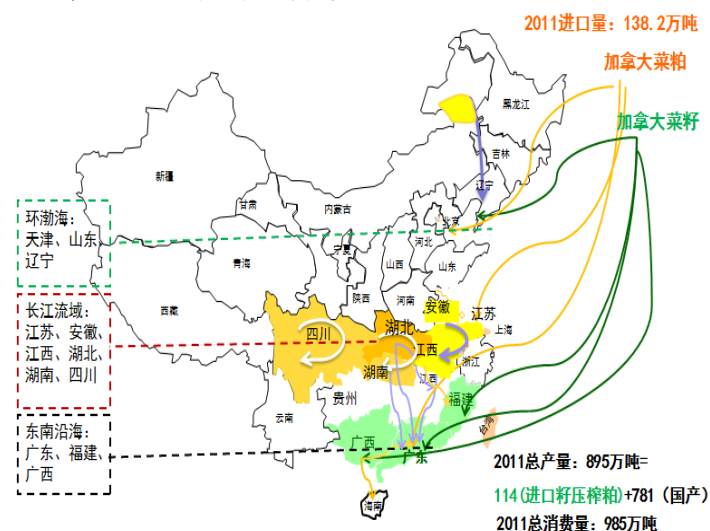 2011进口量：138.2万吨
加拿大菜粕
加拿大菜籽
黑龙江
吉林
辽宁
新疆
甘肃
内蒙古
北京
环渤海：
天津、山东、
辽宁
青海
宁夏
山西
河北
山东
陕西
河南
西藏
长江流域：
江苏、安徽、
江西、湖北、
湖南、四川
安徽
江苏
四川
湖北
上海
江西
浙江
湖南
江西
贵州
福建
云南
台湾
东南沿海：
广东、福建、
广西
广西
广东
海南
2011总产量：895万吨=
114(进口籽压榨粕)+781（国产）
2011总消费量：985万吨